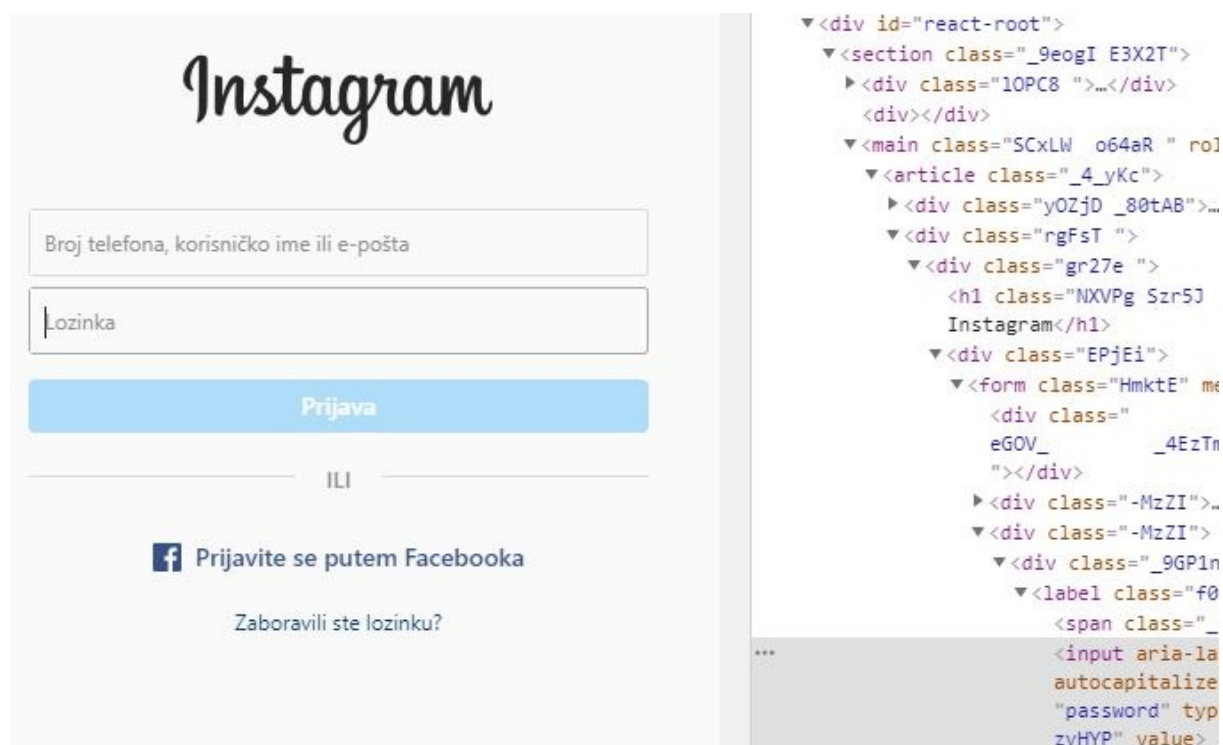 Instagram
Broj telefona, korisničko ime ili e-pošta
Lozinka
Prijava
ILI
Prijavite se putem Facebooka
Zaboravili ste lozinku?
▼<div id="react-root">
▼<section class="_9eogI E3X2T">
▶<div class="lOPC8 ">…</div>
<div></div>
▼<main class="SCxLW o64aR " rol
▼<article class="_4_yKc">
▶<div class="yOZjD _80tAB">…
▼<div class="rgFsT ">
▼<div class="gr27e ">
<h1 class="NXVPg Szr5J
Instagram</h1>
▼<div class="EPjEi">
▼<form class="HmktE" me
<div class="
eGOV_ _4EzTm
"></div>
▶<div class="-MzZI">…
▼<div class="-MzZI">
▼<div class="_9GP1n
▼<label class="f0
<span class="_
<input aria-la
autocapitalize
"password" typ
zyHYP" value>